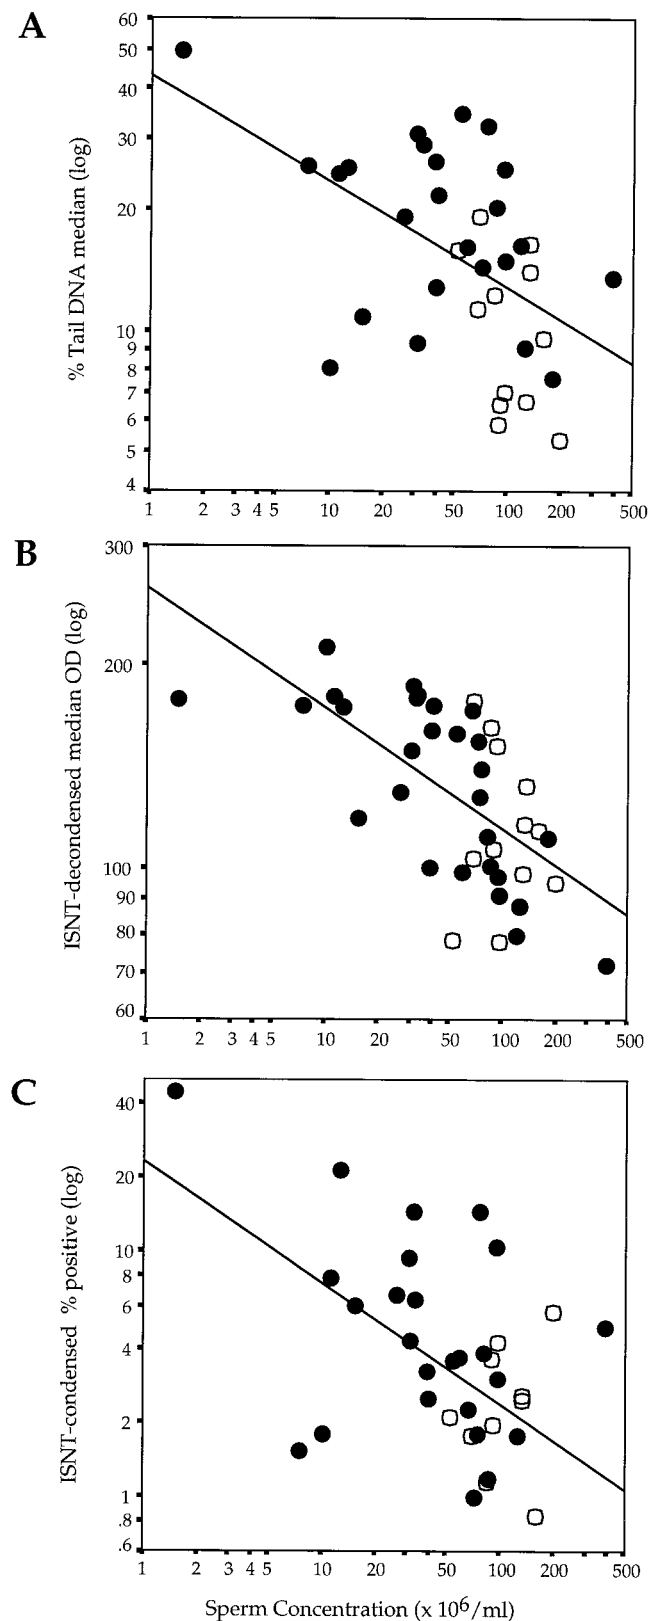 A
% Tail DNA median (log)
60
50
40
30
20
10
9
8
7
6
5
4
1 2 3 4 5 10 20 50 100 200 500
B
ISNT-decondensed median OD (log)
300
200
100
90
80
70
60
1 2 3 4 5 10 20 50 100 200 500
C
ISNT-condensed % positive (log)
40
20
10
8
6
4
2
1
.8
.6
1 2 3 4 5 10 20 50 100 200 500
Sperm Concentration (x 10⁶/ml)